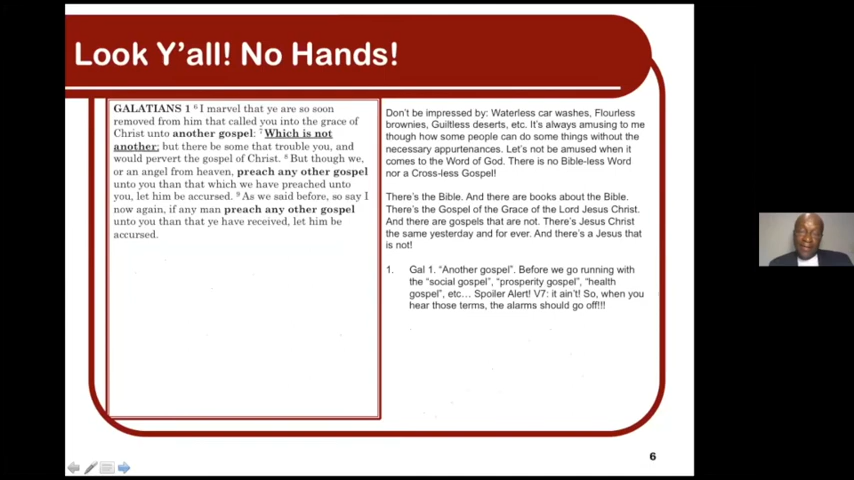 Look Y’all! No Hands!
GALATIANS 1 ⁶ I marvel that ye are so soon
removed from him that called you into the grace of
Christ unto another gospel: ⁷ Which is not
another; but there be some that trouble you, and
would pervert the gospel of Christ. ⁸ But though we,
or an angel from heaven, preach any other gospel
unto you than that which we have preached unto
you, let him be accursed. ⁹ As we said before, so say I
now again, if any man preach any other gospel
unto you than that ye have received, let him be
accursed.
Don’t be impressed by: Waterless car washes, Flourless
brownies, Guiltless deserts, etc. It’s always amusing to me
though how some people can do some things without the
necessary appurtenances. Let’s not be amused when it
comes to the Word of God. There is no Bible-less Word
nor a Cross-less Gospel!
There’s the Bible. And there are books about the Bible.
There’s the Gospel of the Grace of the Lord Jesus Christ.
And there are gospels that are not. There’s Jesus Christ
the same yesterday and for ever. And there’s a Jesus that
is not!
1. Gal 1. “Another gospel”. Before we go running with
the “social gospel”, “prosperity gospel”, “health
gospel”, etc… Spoiler Alert! V7: it ain’t! So, when you
hear those terms, the alarms should go off!!!
6